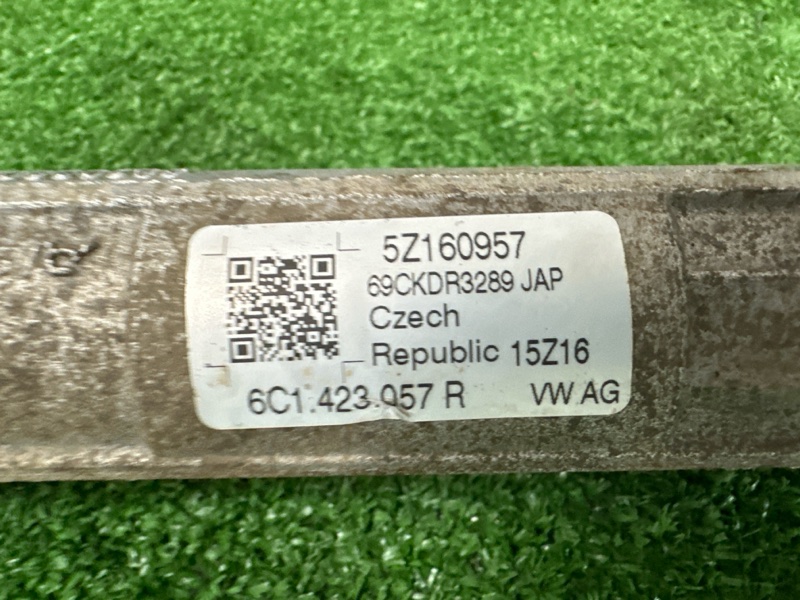 5Z160957
69CKDR3289 JAP
Czech
Republic 15Z16
6C1.423.057 R VW AG